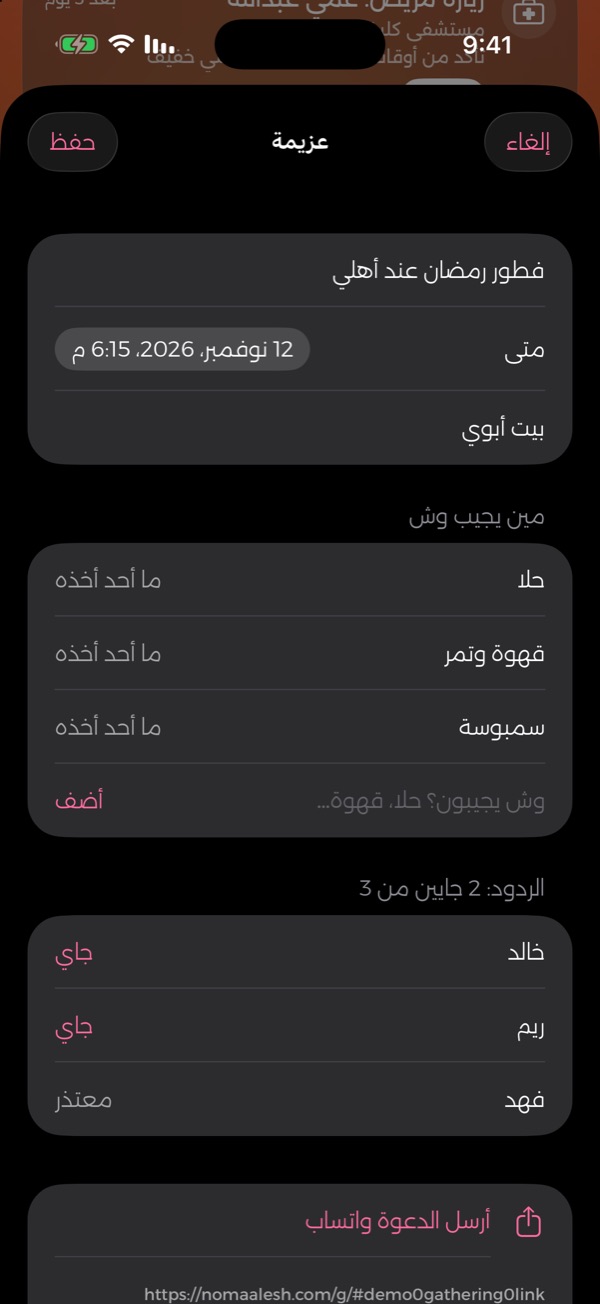 9:41
إلغاء
عزيمة
حفظ
فطور رمضان عند أهلي
متى
12 نوفمبر، 2026، 6:15 م
بيت أبوي
مين يجيب وش
حلا
ما أحد أخذه
قهوة وتمر
ما أحد أخذه
سمبوسة
ما أحد أخذه
وش يجيبون؟ حلا، قهوة...
أضف
الردود: 2 جايين من 3
خالد
جاي
ريم
جاي
فهد
معتذر
أرسل الدعوة واتساب
https://nomaalesh.com/g/#demo0gathering0link